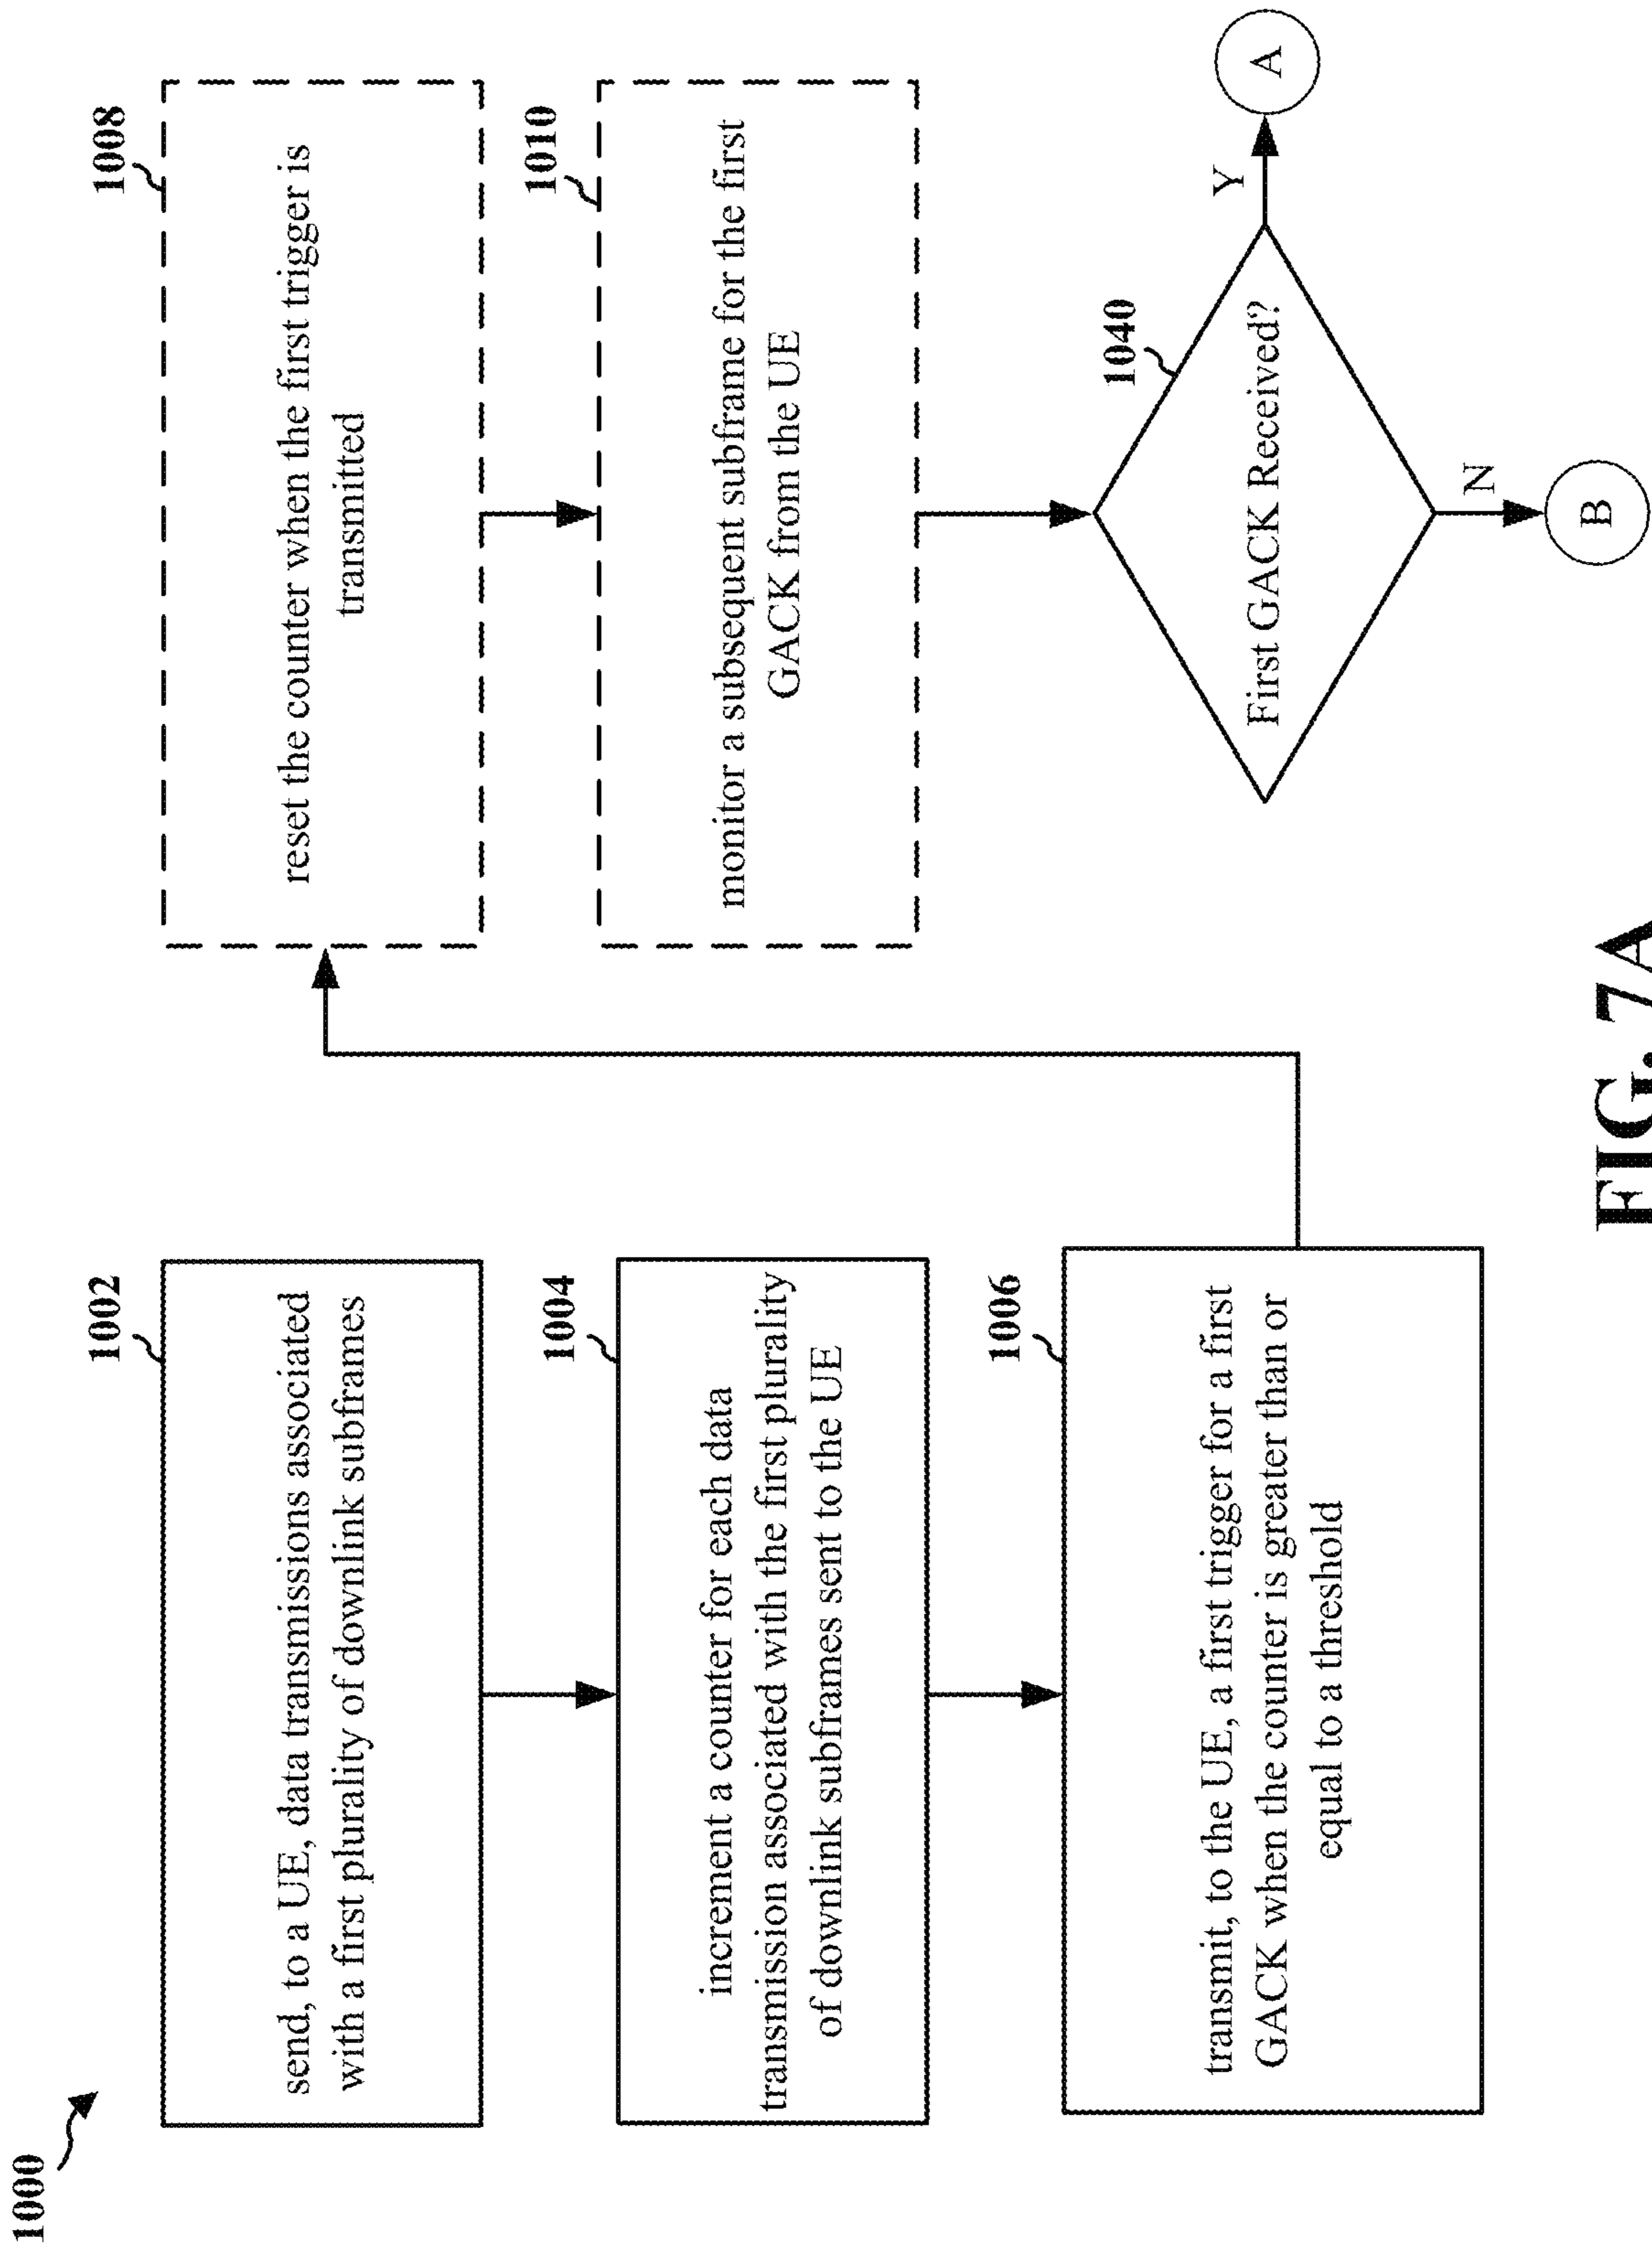 1000
1002
send, to a UE, data transmissions associated
with a first plurality of downlink subframes
1004
increment a counter for each data
transmission associated with the first plurality
of downlink subframes sent to the UE
1006
transmit, to the UE, a first trigger for a first
GACK when the counter is greater than or
equal to a threshold
1008
reset the counter when the first trigger is
transmitted
1010
monitor a subsequent subframe for the first
GACK from the UE
1040
First GACK Received?
Y
A
N
B
FIG. 7A